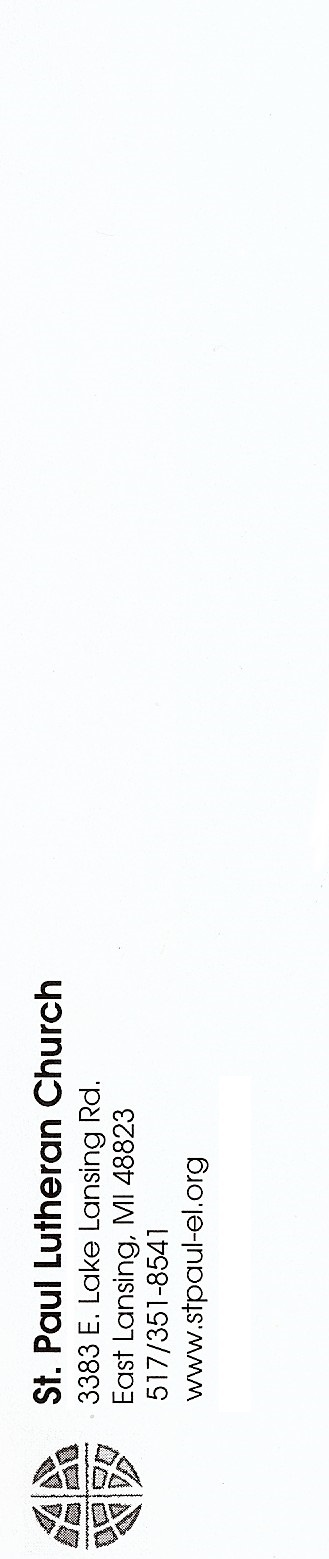 St. Paul Lutheran Church
3383 E. Lake Lansing Rd.
East Lansing, MI 48823
517/351-8541
www.stpaul-el.org